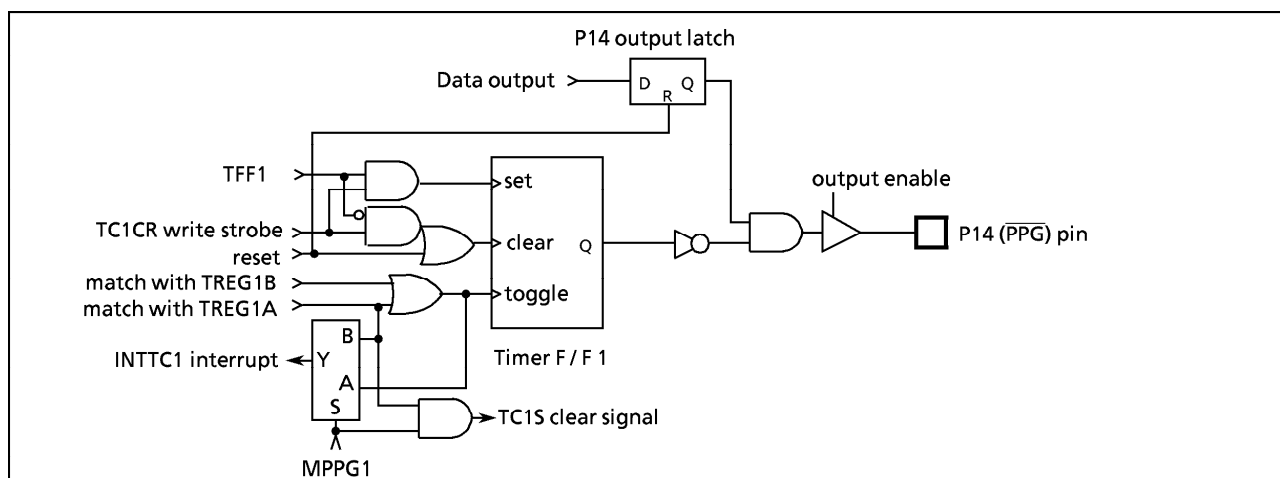 P14 output latch
Data output
D Q
R
TFF1
set
output enable
TC1CR write strobe
clear
Q
P14 (PPG) pin
reset
match with TREG1B
toggle
match with TREG1A
B
INTTC1 interrupt
Y
Timer F / F 1
A
S
TC1S clear signal
MPPG1